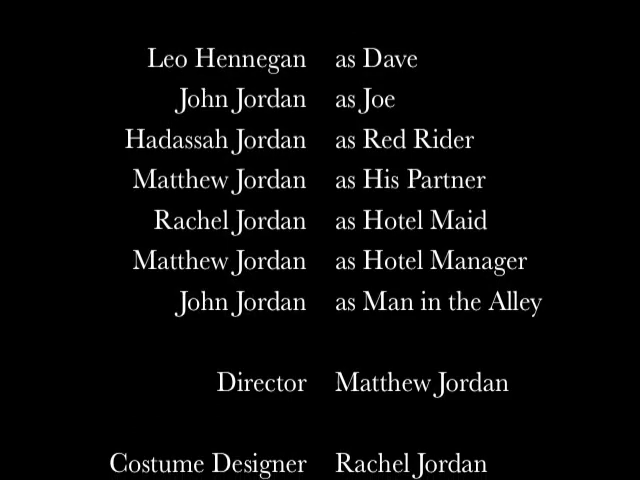 Leo Hennegan as Dave
John Jordan as Joe
Hadassah Jordan as Red Rider
Matthew Jordan as His Partner
Rachel Jordan as Hotel Maid
Matthew Jordan as Hotel Manager
John Jordan as Man in the Alley
Director Matthew Jordan
Costume Designer Rachel Jordan